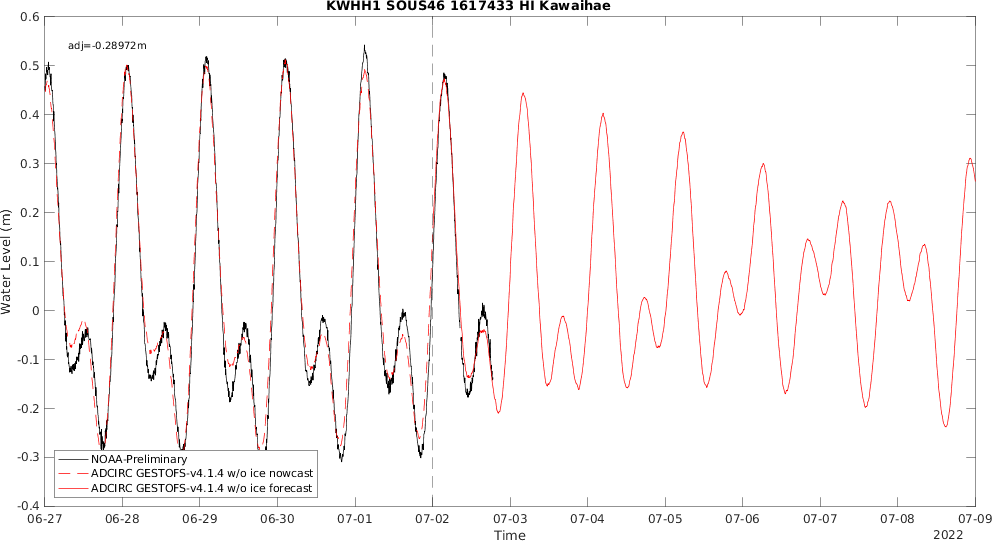 KWHH1 SOUS46 1617433 HI Kawaihae
adj=-0.28972m
0.6
0.5
0.4
0.3
0.2
0.1
0
-0.1
-0.2
-0.3
-0.4
Water Level (m)
NOAA-Preliminary
ADCIRC GESTOFS-v4.1.4 w/o ice nowcast
ADCIRC GESTOFS-v4.1.4 w/o ice forecast
06-27 06-28 06-29 06-30 07-01 07-02 07-03 07-04 07-05 07-06 07-07 07-08 07-09
Time
2022